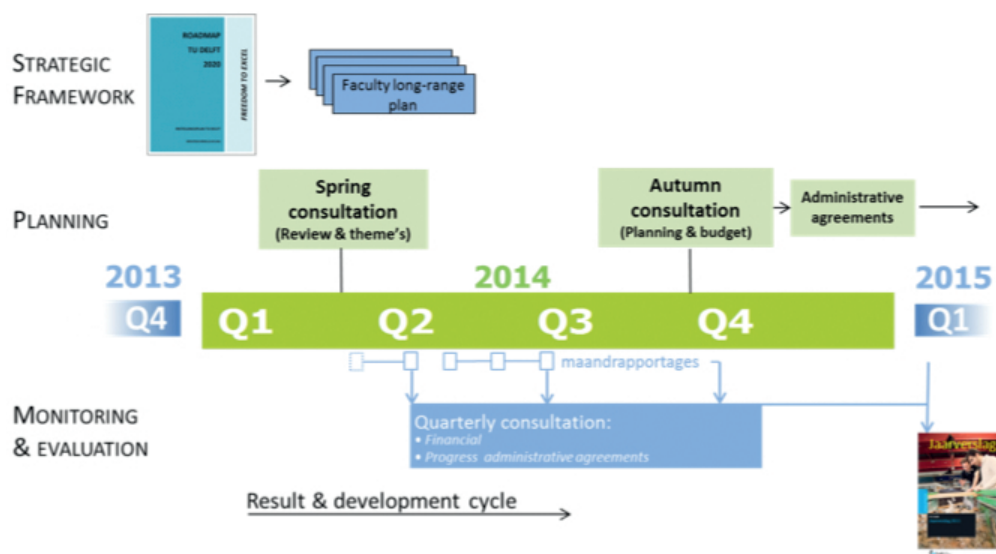 STRATEGIC
FRAMEWORK
ROADMAP
TU DELFT
2020
FREEDOM TO EXCEL
Faculty long-range
plan
PLANNING
Spring
consultation
(Review & theme's)
Autumn
consultation
(Planning & budget)
Administrative
agreements
2013
2014
2015
Q4
Q1
Q2
Q3
Q4
Q1
maandrapportages
MONITORING
& EVALUATION
Quarterly consultation:
• Financial
• Progress administrative agreements
Jaarverslag
Result & development cycle